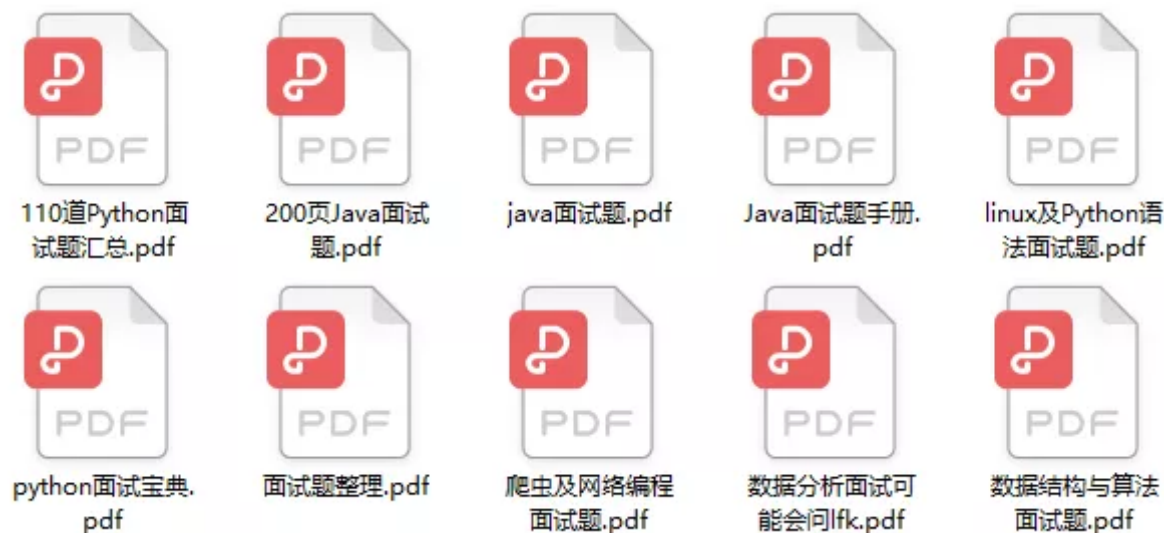 PDF
PDF
PDF
PDF
PDF
110道Python面
试题汇总.pdf
200页Java面试
题.pdf
java面试题.pdf
Java面试题手册.
pdf
linux及Python语
法面试题.pdf
PDF
PDF
PDF
PDF
PDF
python面试宝典.
pdf
面试题整理.pdf
爬虫及网络编程
面试题.pdf
数据分析面试可
能会问lfk.pdf
数据结构与算法
面试题.pdf